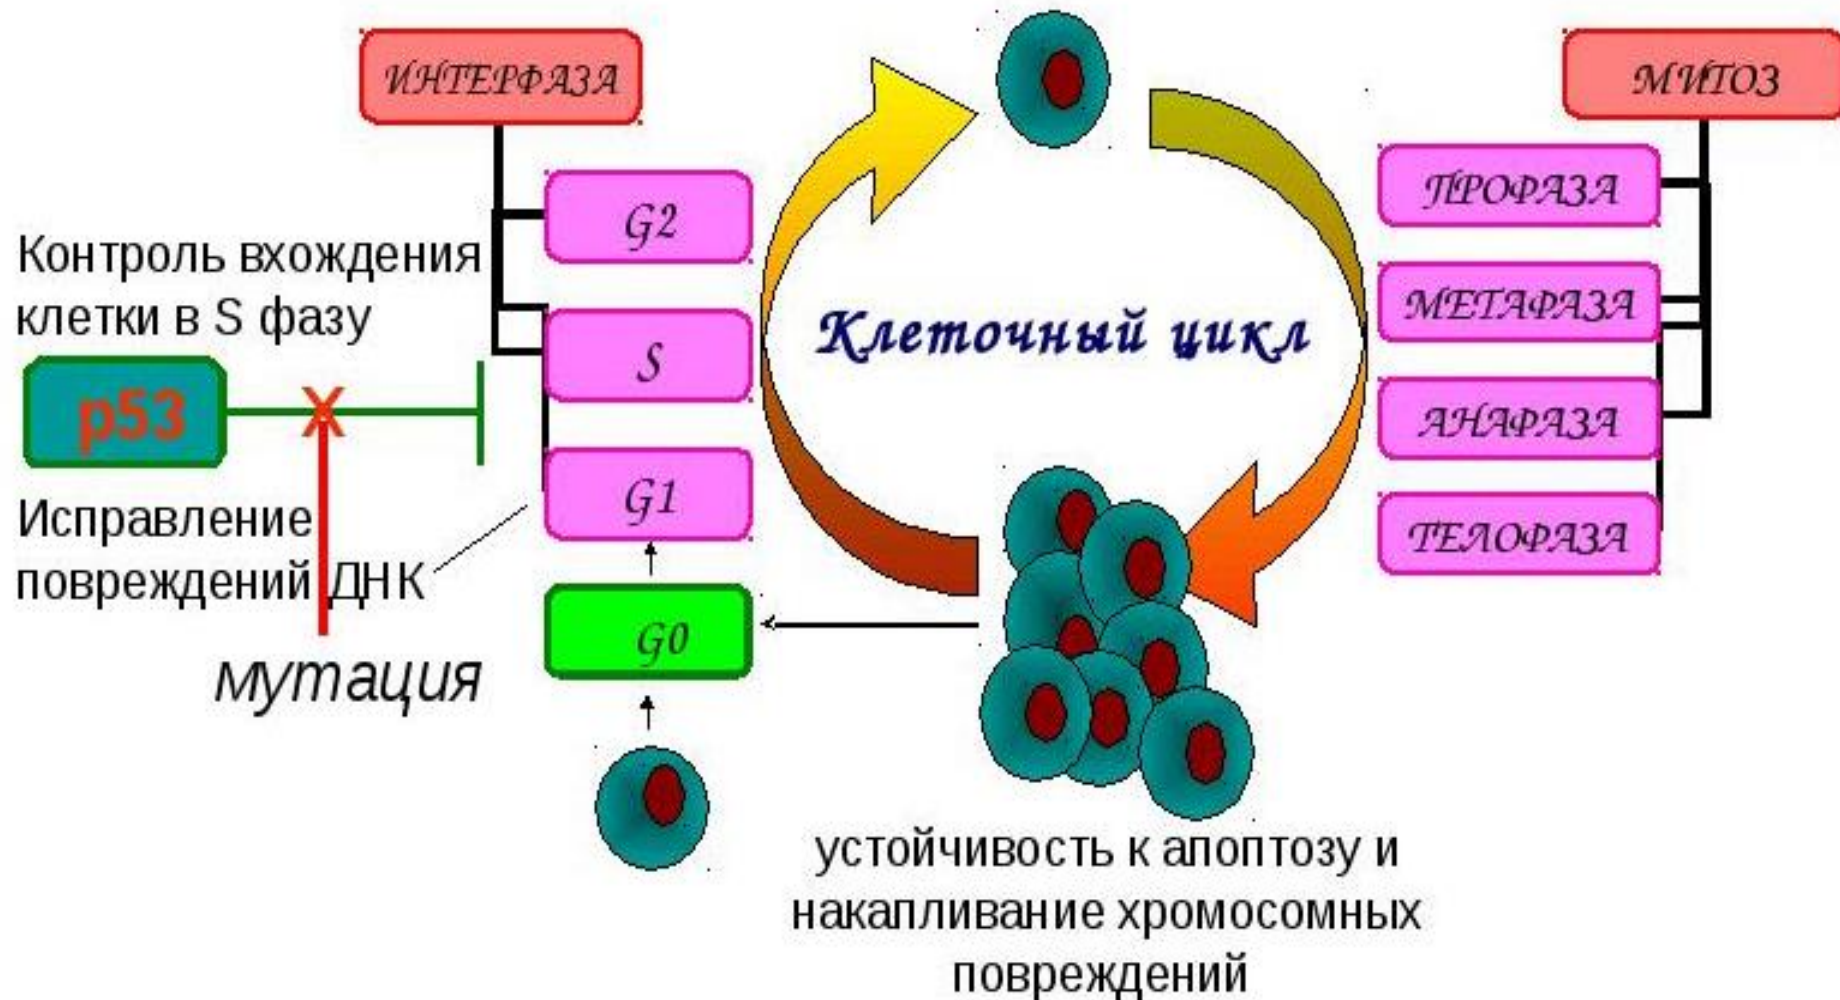 ИНТЕРФАЗА
МИТОЗ
G2
ПРОФАЗА
Контроль вхождения
клетки в S фазу
МЕТАФАЗА
Клеточный цикл
S
p53
X
АНАФАЗА
G1
Исправление
повреждений ДНК
ТЕЛОФАЗА
G0
мутация
устойчивость к апоптозу и
накапливание хромосомных
повреждений